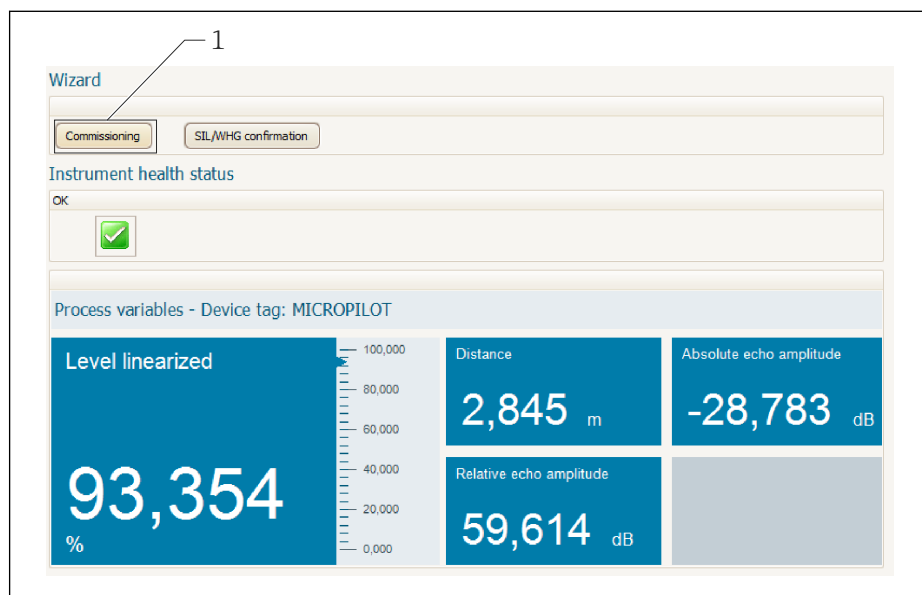 1
Wizard
Commissioning SIL/WHG confirmation
Instrument health status
OK
Process variables - Device tag: MICROPILOT
Level linearized
93,354
%
100,000
80,000
60,000
40,000
20,000
0,000
Distance
2,845 m
Absolute echo amplitude
-28,783 dB
Relative echo amplitude
59,614 dB